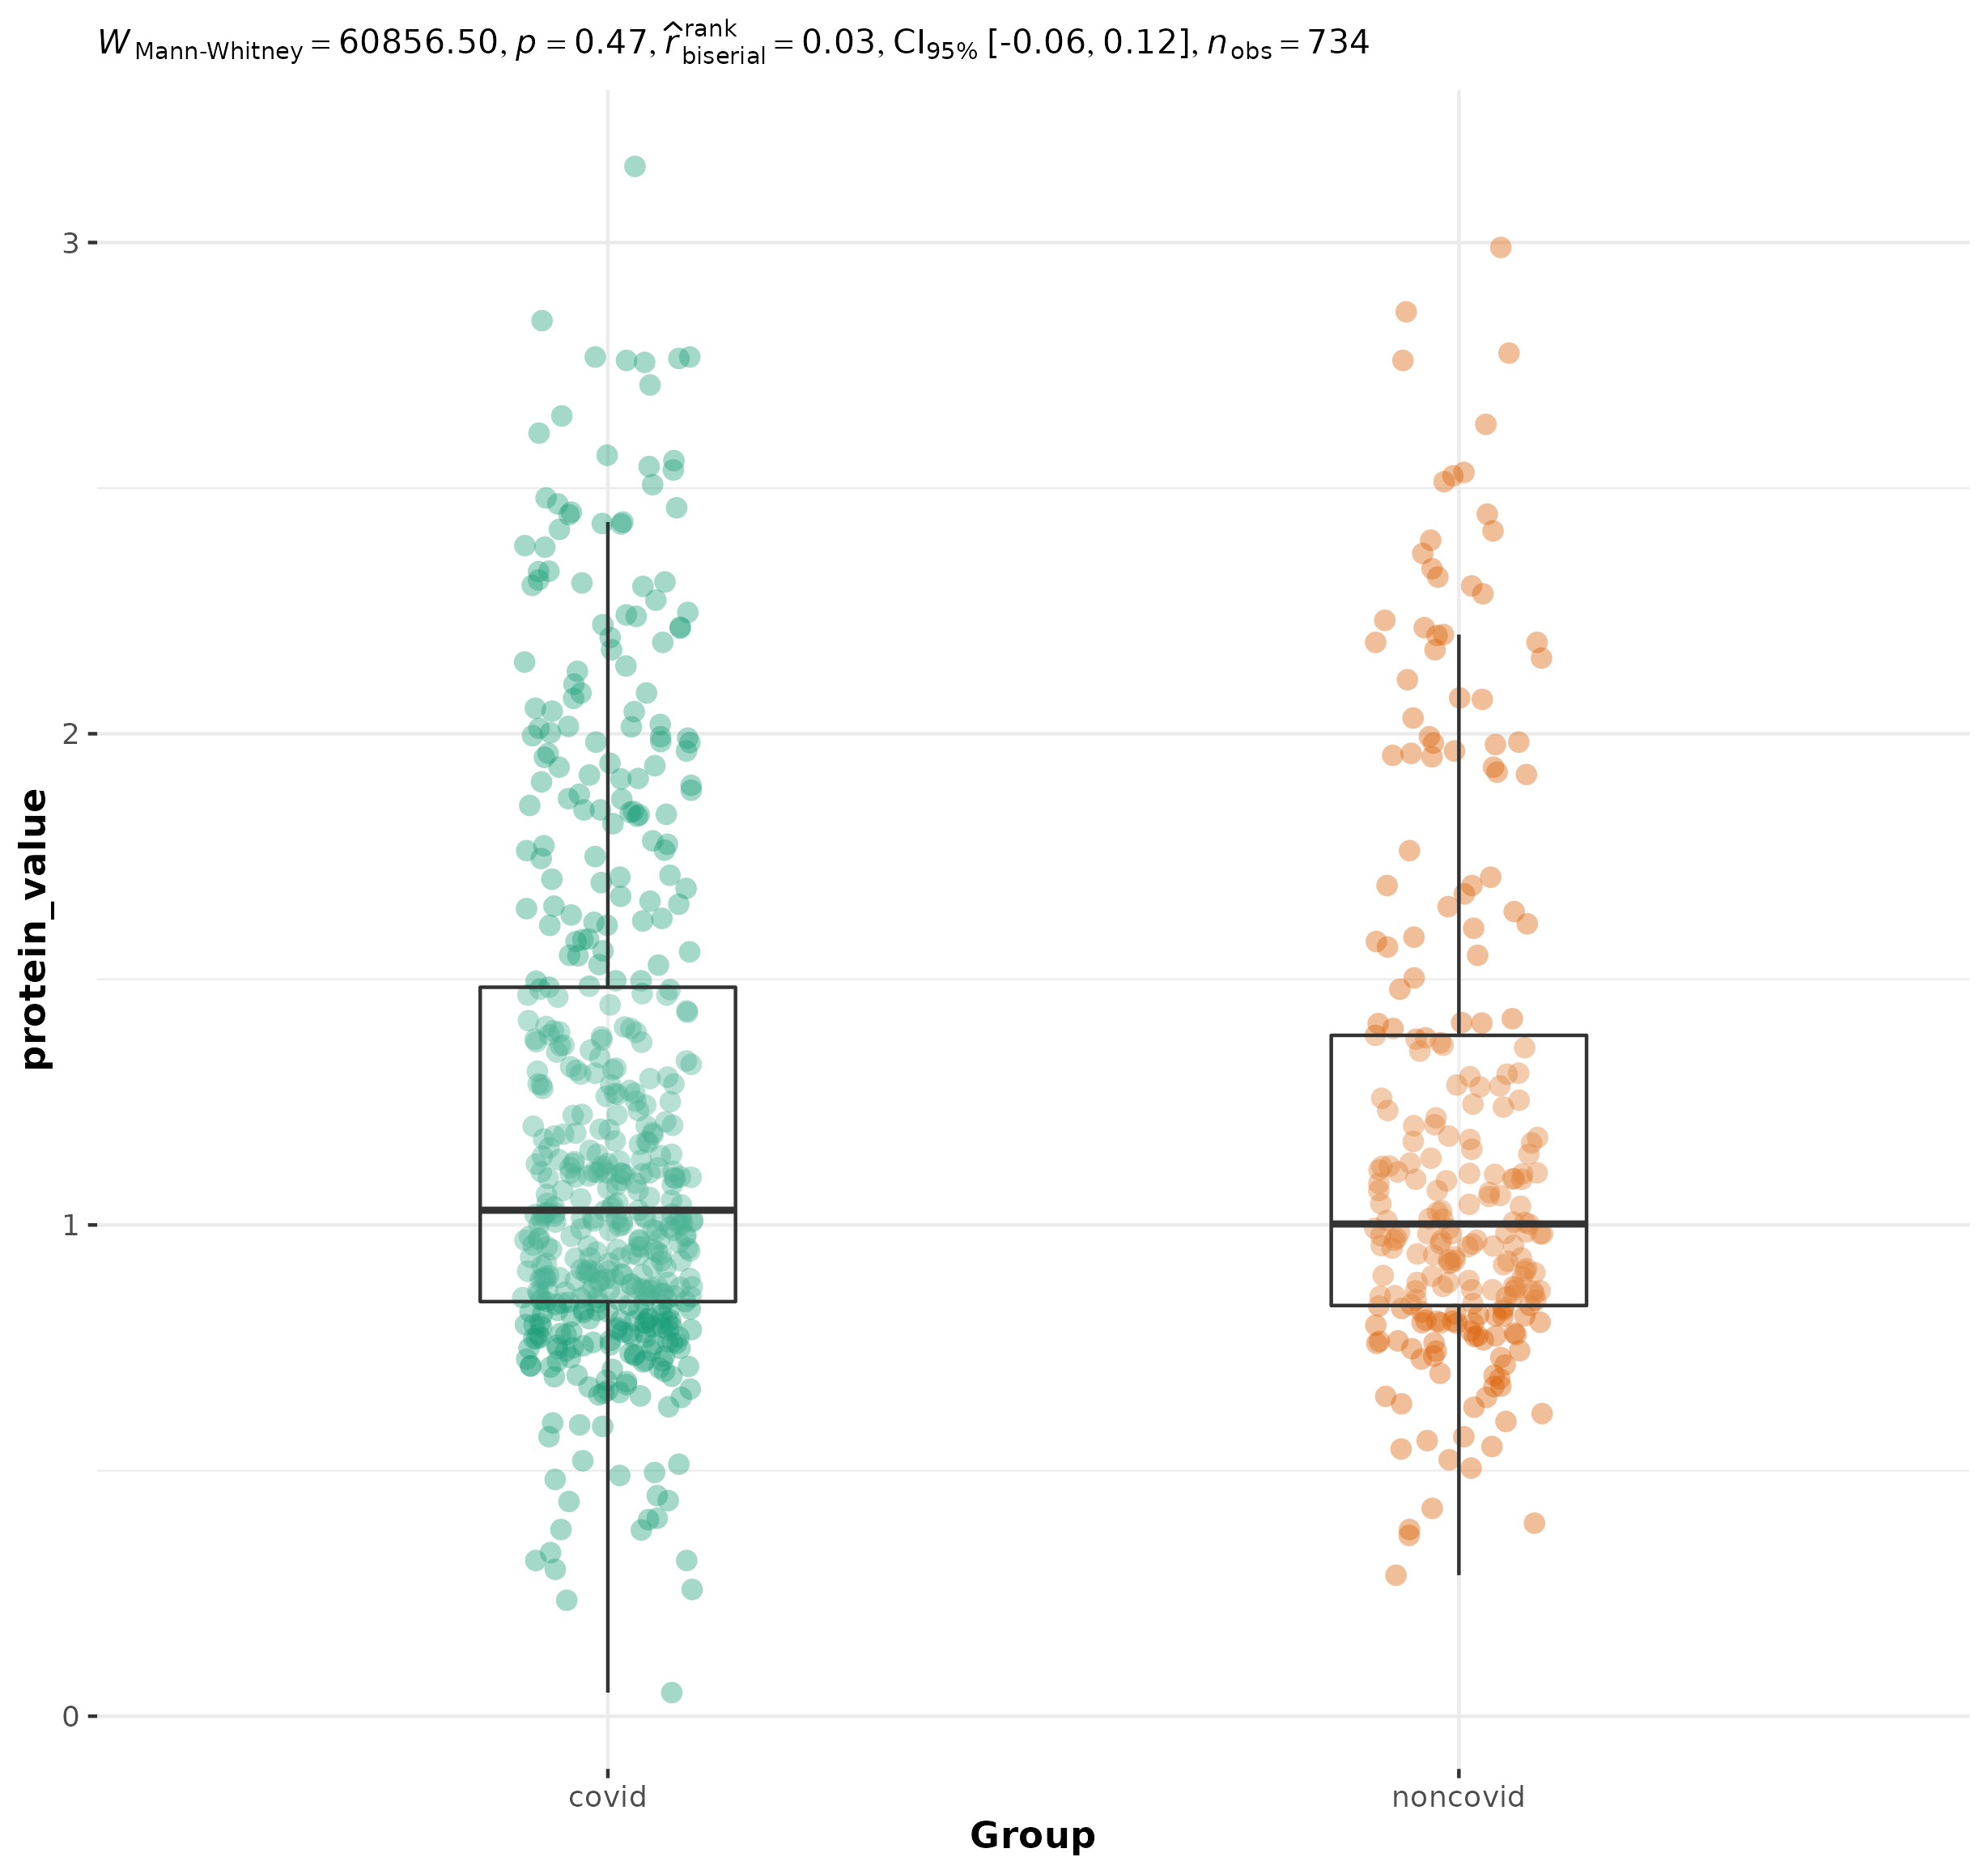 W Mann-Whitney = 60856.50, p = 0.47, r̂ rank biserial = 0.03, CI95% [-0.06, 0.12], nobs = 734
3
2
1
0
protein_value
covid
noncovid
Group